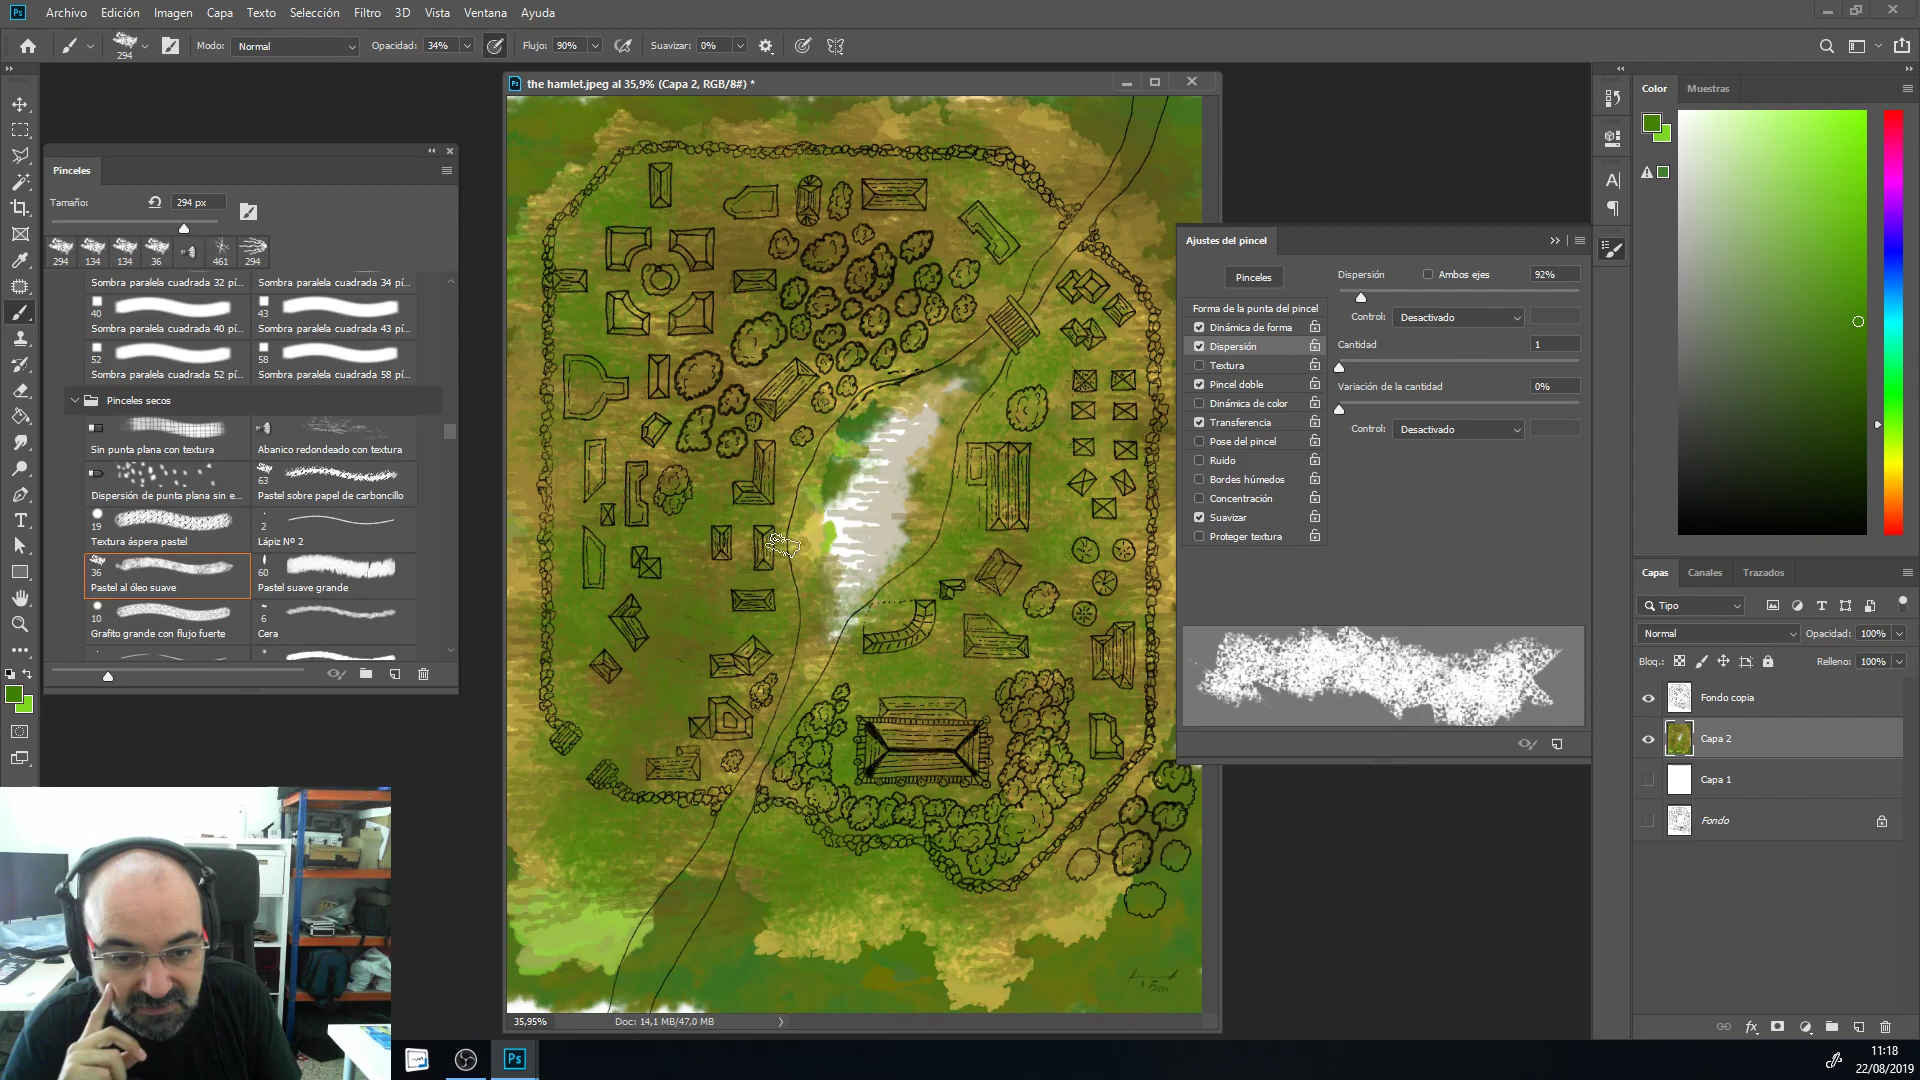 Ps Archivo Edición Imagen Capa Texto Selección Filtro 3D Vista Ventana Ayuda
294 Modo: Normal Opacidad: 34% Flujo: 90% Suavizar: 0%
the hamlet.jpeg al 35,9% (Capa 2, RGB/8#) *
Color Muestras
Pinceles
Tamaño: 294 px
294 134 134 36 461 294
Sombra paralela cuadrada 32 pí... Sombra paralela cuadrada 34 pí...
40 43
Sombra paralela cuadrada 40 pí... Sombra paralela cuadrada 43 pí...
52 58
Sombra paralela cuadrada 52 pí... Sombra paralela cuadrada 58 pí...
Pinceles secos
Sin punta plana con textura Abanico redondeado con textura
63
Dispersión de punta plana sin e... Pastel sobre papel de carboncillo
19 2
Textura áspera pastel Lápiz Nº 2
36 60
Pastel al óleo suave Pastel suave grande
10 6
Grafito grande con flujo fuerte Cera
Ajustes del pincel
Pinceles
Forma de la punta del pincel
Dinámica de forma
Dispersión
Textura
Pincel doble
Dinámica de color
Transferencia
Pose del pincel
Ruido
Bordes húmedos
Concentración
Suavizar
Proteger textura
Dispersión Ambos ejes 92%
Control: Desactivado
Cantidad 1
Variación de la cantidad 0%
Control: Desactivado
Capas Canales Trazados
Tipo
Normal Opacidad: 100%
Bloq.: Relleno: 100%
Fondo copia
Capa 2
Capa 1
Fondo
35,95% Doc: 14,1 MB/47,0 MB
Ps
11:18
22/08/2019